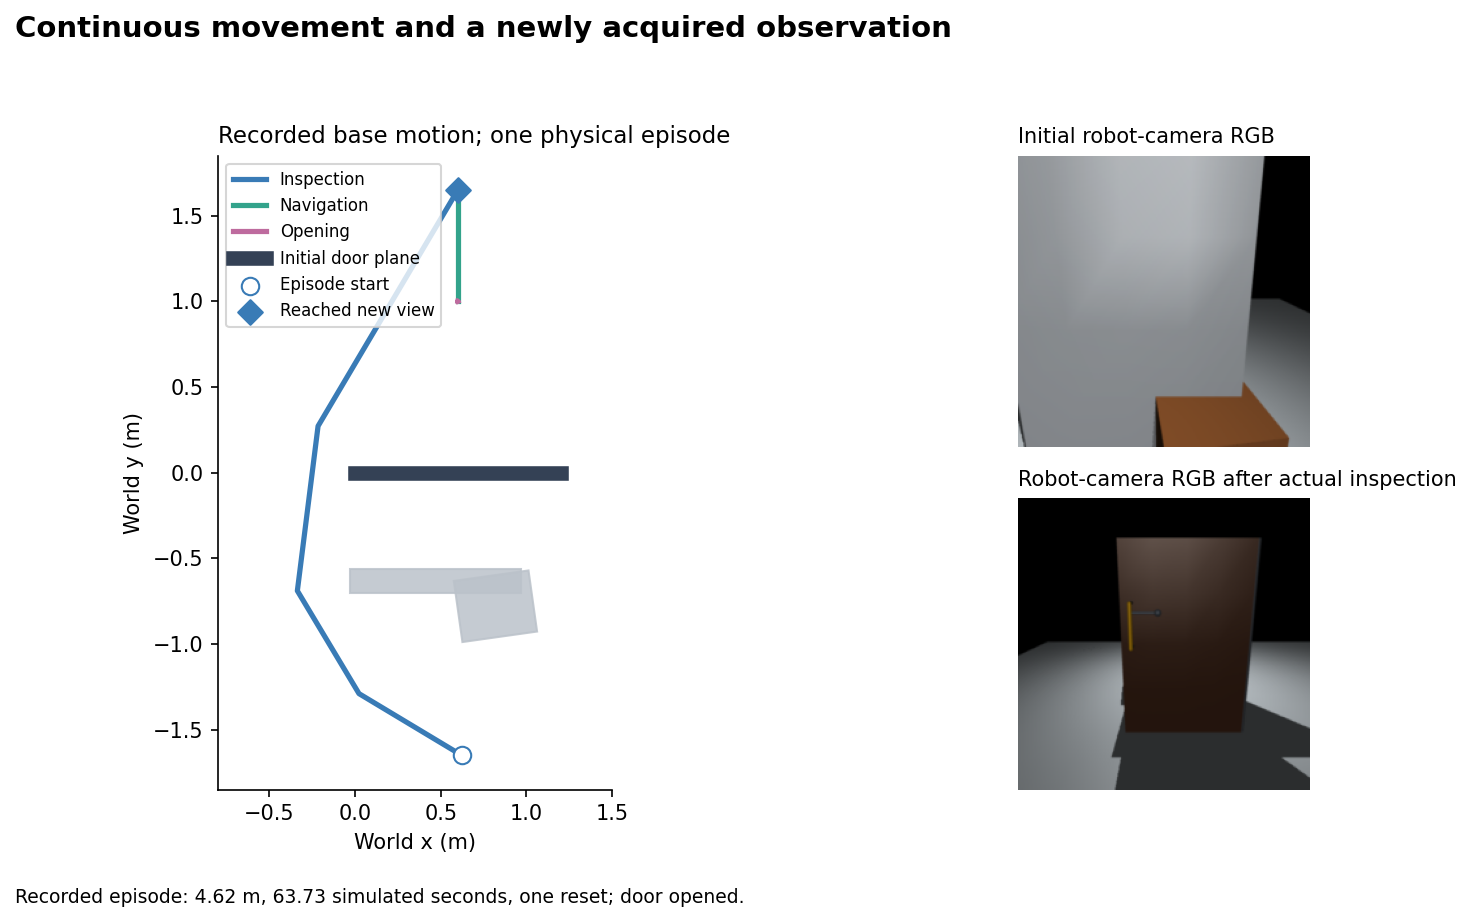 Continuous movement and a newly acquired observation
Recorded base motion; one physical episode
Inspection
Navigation
Opening
Initial door plane
Episode start
Reached new view
1.5
1.0
0.5
0.0
−0.5
−1.0
−1.5
World y (m)
−0.5
0.0
0.5
1.0
1.5
World x (m)
Initial robot-camera RGB
Robot-camera RGB after actual inspection
Recorded episode: 4.62 m, 63.73 simulated seconds, one reset; door opened.